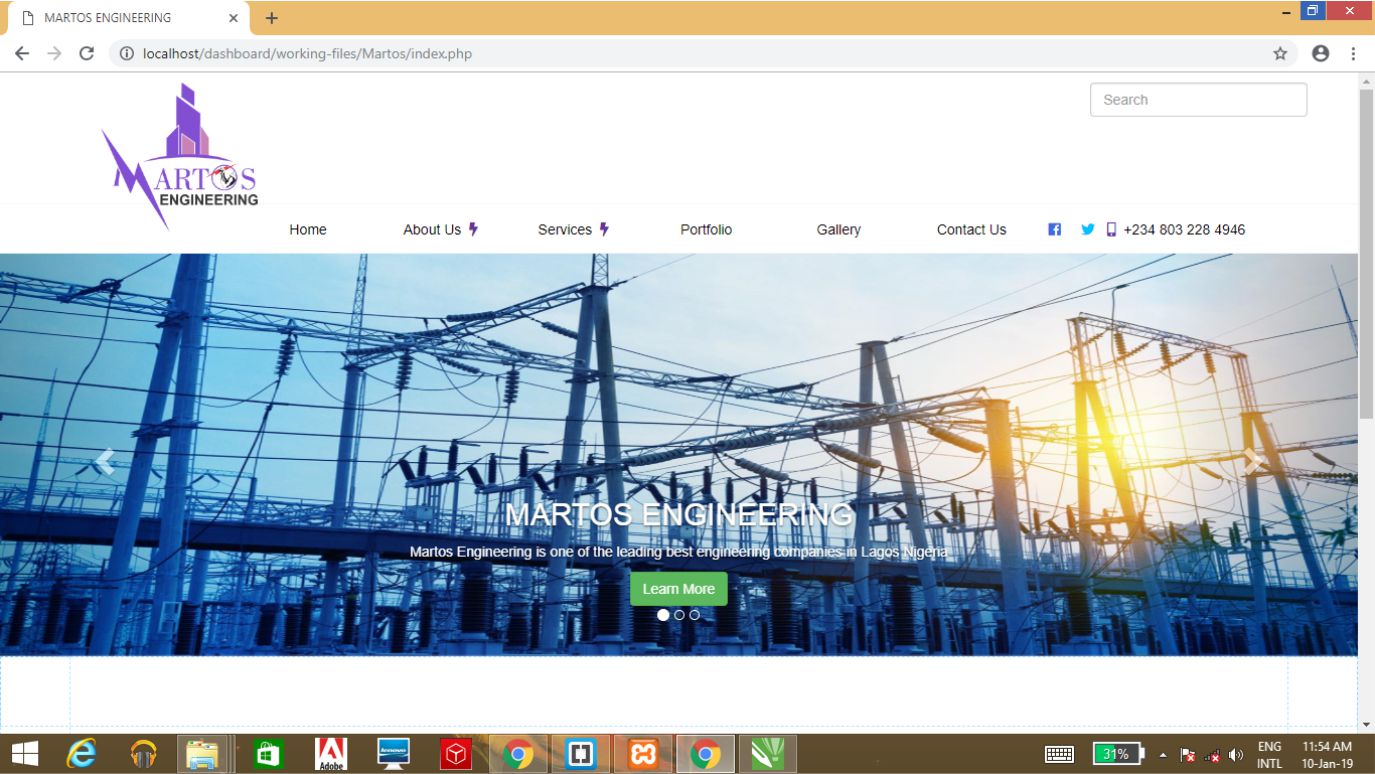 MARTOS ENGINEERING
localhost/dashboard/working-files/Martos/index.php
Search
MARTOS
ENGINEERING
Home About Us Services Portfolio Gallery Contact Us +234 803 228 4946
MARTOS ENGINEERING
Martos Engineering is one of the leading best engineering companies in Lagos Nigeria
Learn More
Adobe
lenovo
31%
ENG
INTL
11:54 AM
10-Jan-19